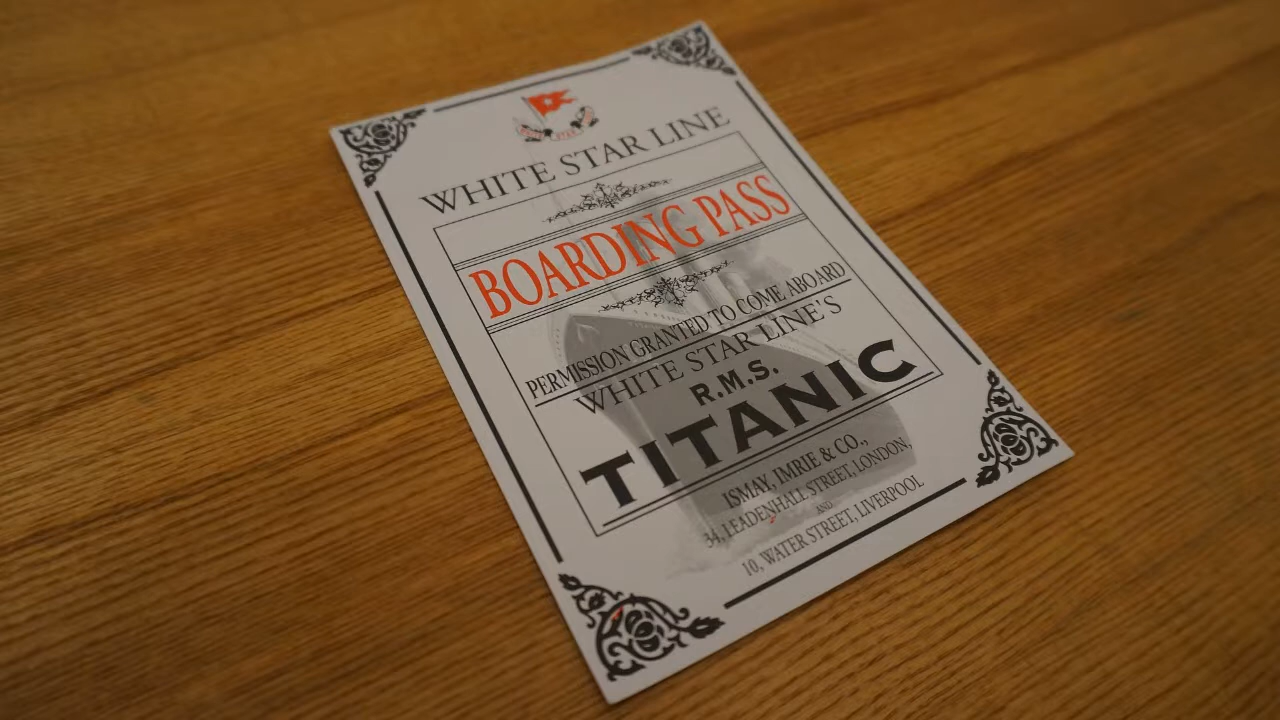 WHITE STAR LINE
BOARDING PASS
PERMISSION GRANTED TO COME ABOARD
WHITE STAR LINE'S
R.M.S.
TITANIC
ISMAY, IMRIE & CO.,
34, LEADENHALL STREET, LONDON,
AND
10, WATER STREET, LIVERPOOL